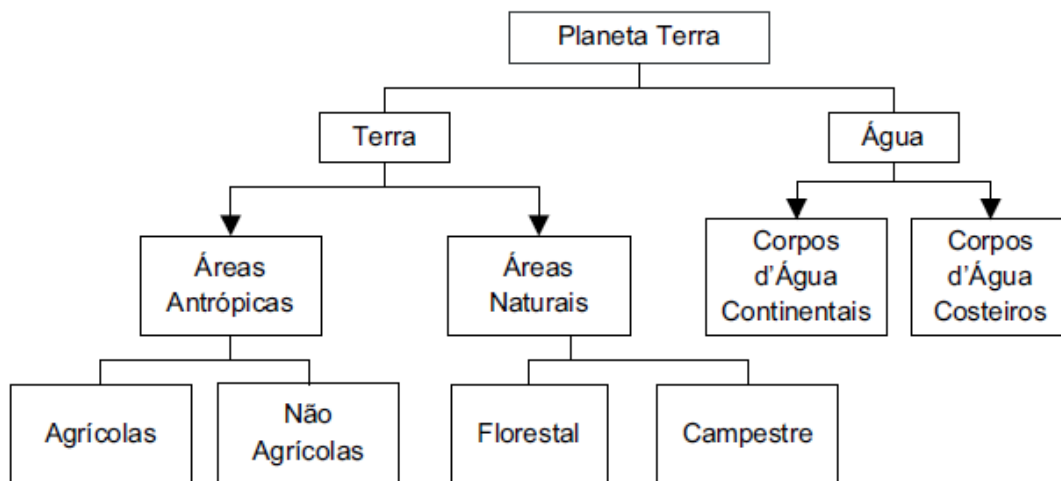 Planeta Terra
Terra
Água
Áreas
Antrópicas
Áreas
Naturais
Corpos
d'Água
Continentais
Corpos
d'Água
Costeiros
Agrícolas
Não
Agrícolas
Florestal
Campestre